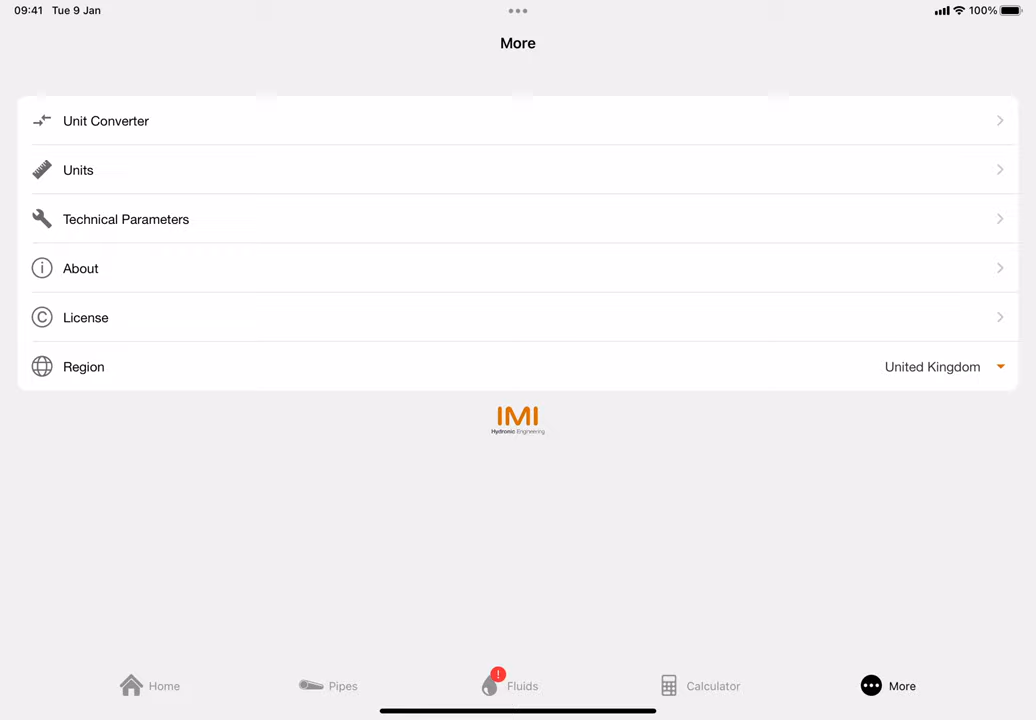 09:41 Tue 9 Jan
100%
More
Unit Converter
Units
Technical Parameters
About
License
Region United Kingdom
IMI
Hydronic Engineering
Home Pipes Fluids Calculator More